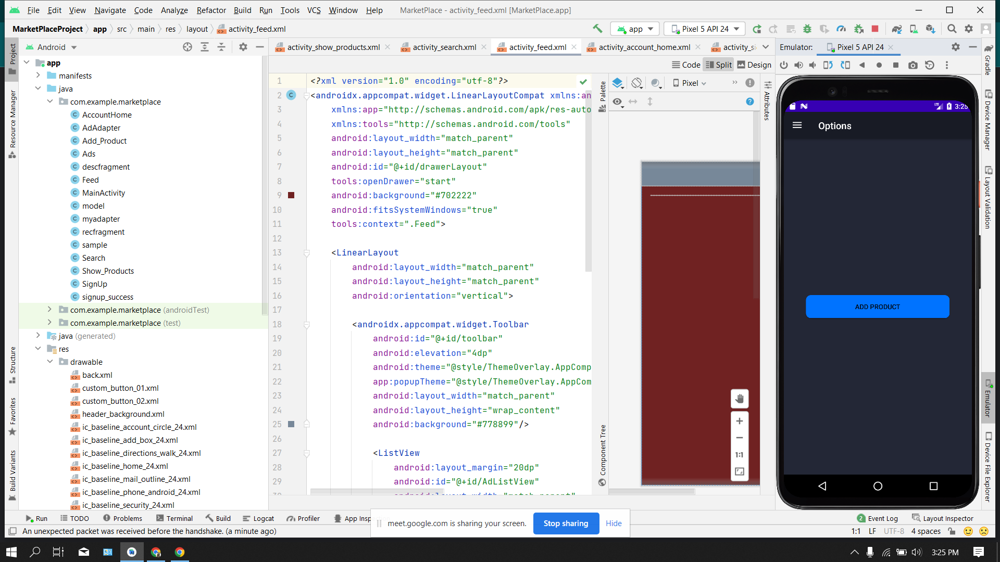 File Edit View Navigate Code Analyze Refactor Build Run Tools VCS Window Help MarketPlace - activity_feed.xml [MarketPlace.app]
MarketPlaceProject app src main res layout activity_feed.xml app Pixel 5 API 24
Android
activity_show_products.xml activity_search.xml activity_feed.xml activity_account_home.xml activity_si
Emulator: Pixel 5 API 24
Code Split Design
Project
Resource Manager
Structure
Favorites
Build Variants
app
manifests
java
com.example.marketplace
AccountHome
AdAdapter
Add_Product
Ads
descfragment
Feed
MainActivity
model
myadapter
recfragment
sample
Search
Show_Products
SignUp
signup_success
com.example.marketplace (androidTest)
com.example.marketplace (test)
java (generated)
res
drawable
back.xml
custom_button_01.xml
custom_button_02.xml
header_background.xml
ic_baseline_account_circle_24.xml
ic_baseline_add_box_24.xml
ic_baseline_directions_walk_24.xml
ic_baseline_home_24.xml
ic_baseline_mail_outline_24.xml
ic_baseline_phone_android_24.xml
ic_baseline_security_24.xml
1 <?xml version="1.0" encoding="utf-8"?>
2 <androidx.appcompat.widget.LinearLayoutCompat xmlns:an
3 xmlns:app="http://schemas.android.com/apk/res-auto
4 xmlns:tools="http://schemas.android.com/tools"
5 android:layout_width="match_parent"
6 android:layout_height="match_parent"
7 android:id="@+id/drawerLayout"
8 tools:openDrawer="start"
9 android:background="#702222"
10 android:fitsSystemWindows="true"
11 tools:context=".Feed">
12
13 <LinearLayout
14 android:layout_width="match_parent"
15 android:layout_height="match_parent"
16 android:orientation="vertical">
17
18 <androidx.appcompat.widget.Toolbar
19 android:id="@+id/toolbar"
20 android:elevation="4dp"
21 android:theme="@style/ThemeOverlay.AppComp
22 app:popupTheme="@style/ThemeOverlay.AppCom
23 android:layout_width="match_parent"
24 android:layout_height="wrap_content"
25 android:background="#778899"/>
26
27 <ListView
28 android:layout_margin="20dp"
29 android:id="@+id/AdListView"
Palette
Component Tree
Pixel
Attributes
1:1
LTE 3:25
Options
ADD PRODUCT
Gradle
Device Manager
Layout Validation
Emulator
Device File Explorer
Run TODO Problems Terminal Build Logcat Profiler App Insp
2 Event Log Layout Inspector
meet.google.com is sharing your screen. Stop sharing Hide
An unexpected packet was received before the handshake. (a minute ago)
1:1 LF UTF-8 4 spaces
3:25 PM